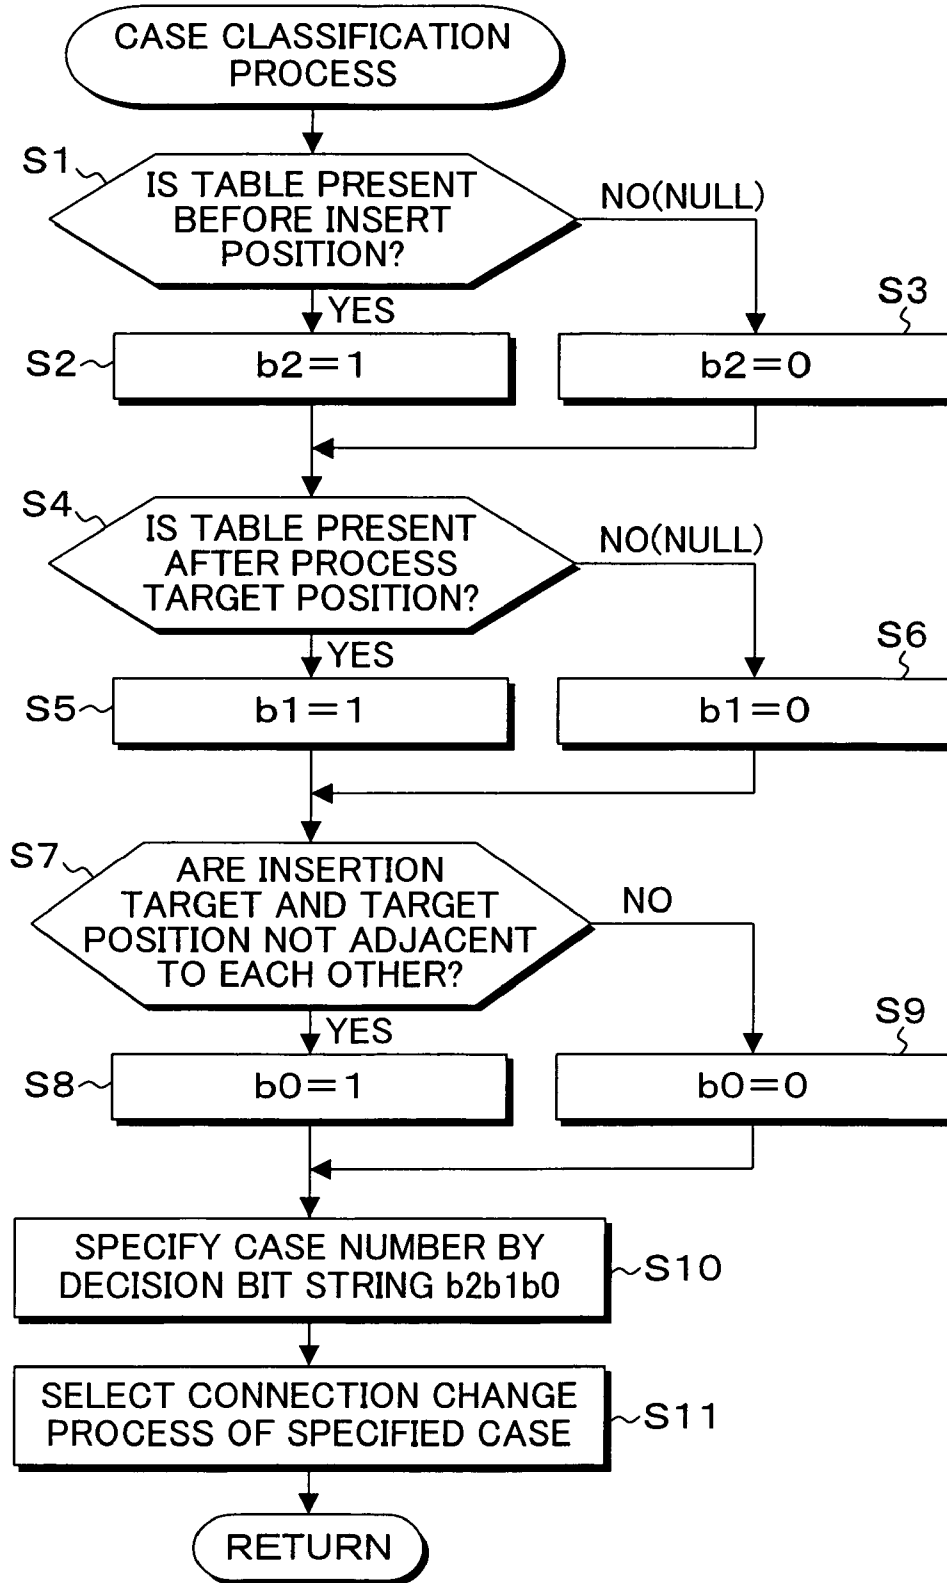 CASE CLASSIFICATION
PROCESS
S1
IS TABLE PRESENT
BEFORE INSERT
POSITION?
NO(NULL)
YES
S2
b2=1
S3
b2=0
S4
IS TABLE PRESENT
AFTER PROCESS
TARGET POSITION?
NO(NULL)
YES
S5
b1=1
S6
b1=0
S7
ARE INSERTION
TARGET AND TARGET
POSITION NOT ADJACENT
TO EACH OTHER?
NO
YES
S8
b0=1
S9
b0=0
SPECIFY CASE NUMBER BY
DECISION BIT STRING b2b1b0
S10
SELECT CONNECTION CHANGE
PROCESS OF SPECIFIED CASE
S11
RETURN